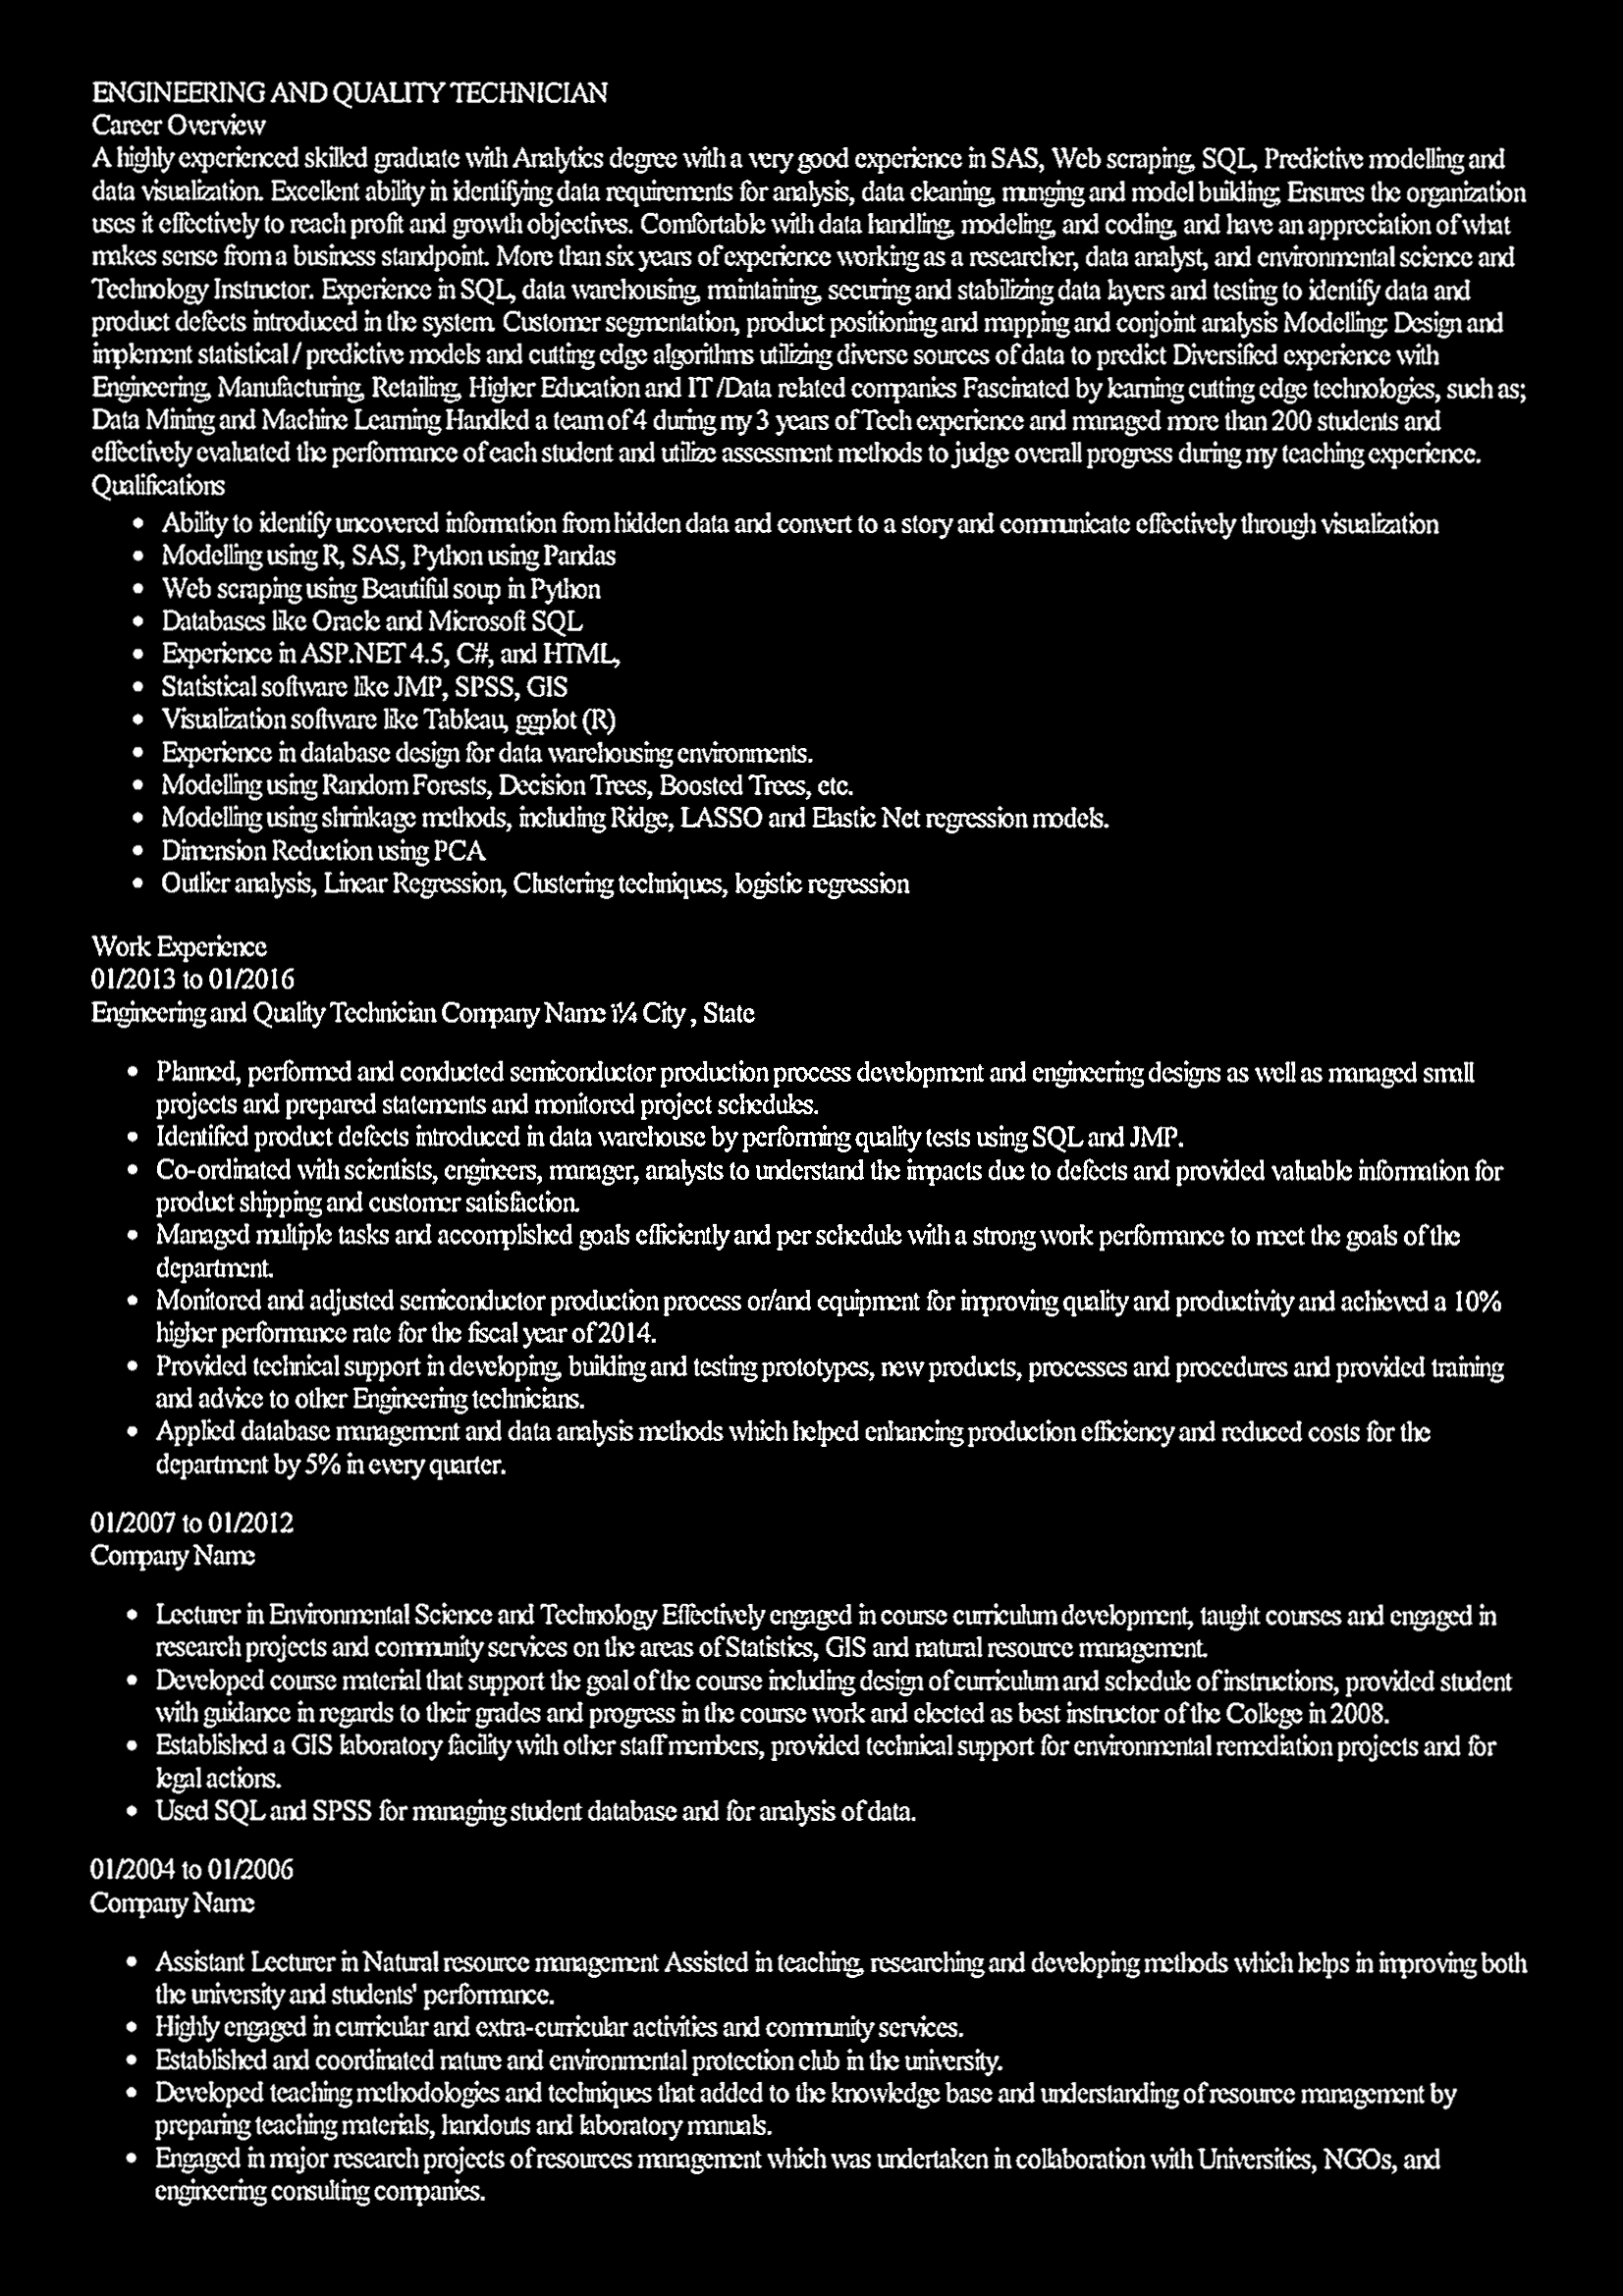 ENGINEERING AND QUALITY TECHNICIAN
Career Overview
A highly experienced skilled graduate with Analytics degree with a very good experience in SAS, Web scraping, SQL, Predictive modelling and
data visualization. Excellent ability in identifying data requirements for analysis, data cleaning, munging and model building; Ensures the organization
uses it effectively to reach profit and growth objectives. Comfortable with data handling, modeling, and coding, and have an appreciation of what
makes sense from a business standpoint. More than six years of experience working as a researcher, data analyst, and environmental science and
Technology Instructor. Experience in SQL, data warehousing, maintaining, securing and stabilizing data layers and testing to identify data and
product defects introduced in the system. Customer segmentation, product positioning and mapping and conjoint analysis Modelling: Design and
implement statistical / predictive models and cutting edge algorithms utilizing diverse sources of data to predict Diversified experience with
Engineering, Manufacturing, Retailing, Higher Education and IT /Data related companies Fascinated by learning cutting edge technologies, such as;
Data Mining and Machine Learning Handled a team of 4 during my 3 years of Tech experience and managed more than 200 students and
effectively evaluated the performance of each student and utilize assessment methods to judge overall progress during my teaching experience.
Qualifications
• Ability to identify uncovered information from hidden data and convert to a story and communicate effectively through visualization
• Modelling using R, SAS, Python using Pandas
• Web scraping using Beautiful soup in Python
• Databases like Oracle and Microsoft SQL
• Experience in ASP.NET 4.5, C#, and HTML,
• Statistical software like JMP, SPSS, GIS
• Visualization software like Tableau, ggplot (R)
• Experience in database design for data warehousing environments.
• Modelling using Random Forests, Decision Trees, Boosted Trees, etc.
• Modelling using shrinkage methods, including Ridge, LASSO and Elastic Net regression models.
• Dimension Reduction using PCA
• Outlier analysis, Linear Regression, Clustering techniques, logistic regression
Work Experience
01/2013 to 01/2016
Engineering and Quality Technician Company Name ï¼ City , State
• Planned, performed and conducted semiconductor production process development and engineering designs as well as managed small
projects and prepared statements and monitored project schedules.
• Identified product defects introduced in data warehouse by performing quality tests using SQL and JMP.
• Co-ordinated with scientists, engineers, manager, analysts to understand the impacts due to defects and provided valuable information for
product shipping and customer satisfaction.
• Managed multiple tasks and accomplished goals efficiently and per schedule with a strong work performance to meet the goals of the
department.
• Monitored and adjusted semiconductor production process or/and equipment for improving quality and productivity and achieved a 10%
higher performance rate for the fiscal year of 2014.
• Provided technical support in developing, building and testing prototypes, new products, processes and procedures and provided training
and advice to other Engineering technicians.
• Applied database management and data analysis methods which helped enhancing production efficiency and reduced costs for the
department by 5% in every quarter.
01/2007 to 01/2012
Company Name
• Lecturer in Environmental Science and Technology Effectively engaged in course curriculum development, taught courses and engaged in
research projects and community services on the areas of Statistics, GIS and natural resource management.
• Developed course material that support the goal of the course including design of curriculum and schedule of instructions, provided student
with guidance in regards to their grades and progress in the course work and elected as best instructor of the College in 2008.
• Established a GIS laboratory facility with other staff members, provided technical support for environmental remediation projects and for
legal actions.
• Used SQL and SPSS for managing student database and for analysis of data.
01/2004 to 01/2006
Company Name
• Assistant Lecturer in Natural resource management Assisted in teaching, researching and developing methods which helps in improving both
the university and students' performance.
• Highly engaged in curricular and extra-curricular activities and community services.
• Established and coordinated nature and environmental protection club in the university.
• Developed teaching methodologies and techniques that added to the knowledge base and understanding of resource management by
preparing teaching materials, handouts and laboratory manuals.
• Engaged in major research projects of resources management which was undertaken in collaboration with Universities, NGOs, and
engineering consulting companies.